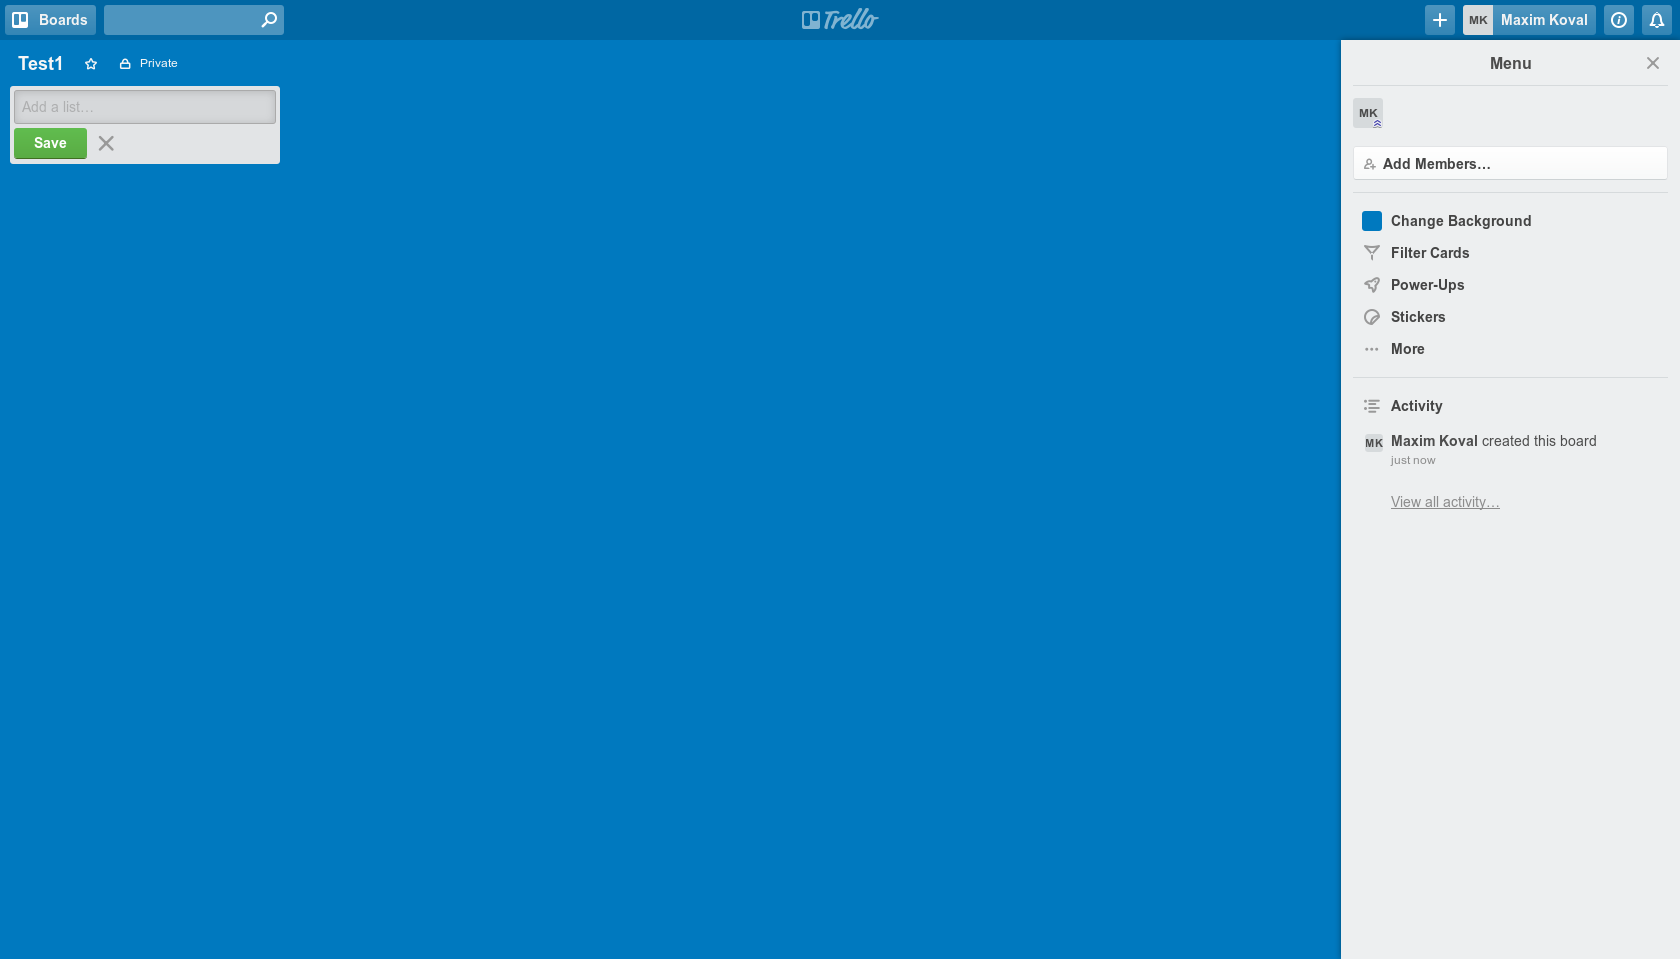 Boards
Trello
MK Maxim Koval
Test1 Private
Add a list…
Save
Menu
MK
Add Members…
Change Background
Filter Cards
Power-Ups
Stickers
More
Activity
MK Maxim Koval created this board
just now
View all activity…